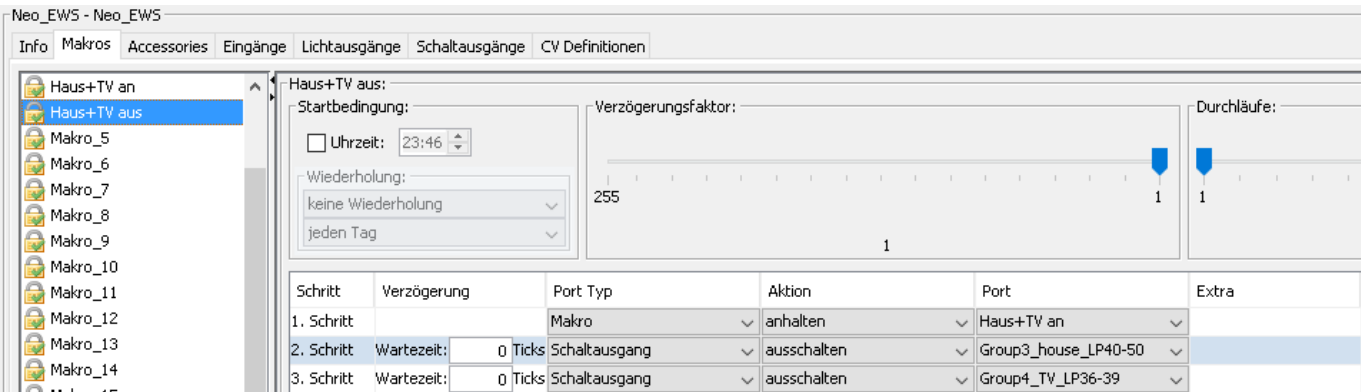 Neo_EWS - Neo_EWS
Info Makros Accessories Eingänge Lichtausgänge Schaltausgänge CV Definitionen
Haus+TV an
Haus+TV aus
Makro_5
Makro_6
Makro_7
Makro_8
Makro_9
Makro_10
Makro_11
Makro_12
Makro_13
Makro_14
Haus+TV aus:
Startbedingung:
Uhrzeit: 23:46
Wiederholung:
keine Wiederholung
jeden Tag
Verzögerungsfaktor:
255 1
1
Durchläufe:
1
Schritt Verzögerung Port Typ Aktion Port Extra
1. Schritt Makro anhalten Haus+TV an
2. Schritt Wartezeit: 0 Ticks Schaltausgang ausschalten Group3_house_LP40-50
3. Schritt Wartezeit: 0 Ticks Schaltausgang ausschalten Group4_TV_LP36-39